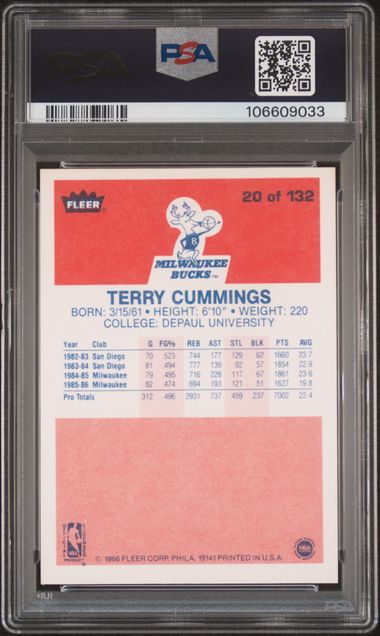 PSA
PSA
106609033
FLEER
20 of 132
B
MILWAUKEE
BUCKS™
TERRY CUMMINGS
BORN: 3/15/61 • HEIGHT: 6'10" • WEIGHT: 220
COLLEGE: DEPAUL UNIVERSITY
Year Club G FG% REB AST STL BLK PTS AVG
1982-83 San Diego 70 .523 744 177 129 62 1660 23.7
1983-84 San Diego 81 .494 777 139 92 57 1854 22.9
1984-85 Milwaukee 79 .495 716 228 117 67 1861 23.6
1985-86 Milwaukee 82 .474 694 193 121 51 1627 19.8
Pro Totals 312 .496 2931 737 459 237 7002 22.4
OFFICIAL
NBA
PRODUCT
© 1986 FLEER CORP. PHILA. 19141 PRINTED IN U.S.A.